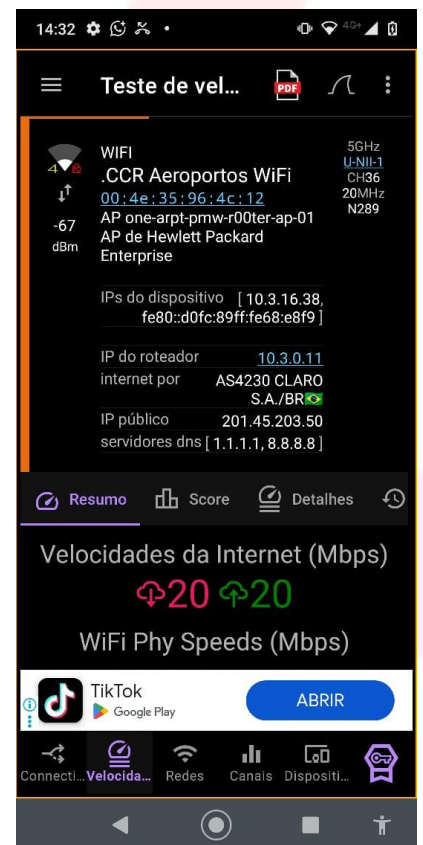 14:32
4G+
Teste de vel...
PDF
WIFI
.CCR Aeroportos WiFi
00:4e:35:96:4c:12
AP one-arpt-pmw-r00ter-ap-01
AP de Hewlett Packard
Enterprise
4
6
-67
dBm
5GHz
U-NII-1
CH36
20MHz
N289
IPs do dispositivo [ 10.3.16.38,
fe80::d0fc:89ff:fe68:e8f9 ]
IP do roteador 10.3.0.11
internet por AS4230 CLARO
S.A./BR🇧🇷
IP público 201.45.203.50
servidores dns [ 1.1.1.1, 8.8.8.8 ]
Resumo Score Detalhes
Velocidades da Internet (Mbps)
20 20
WiFi Phy Speeds (Mbps)
TikTok
Google Play
ABRIR
Connecti... Velocida... Redes Canais Dispositi...